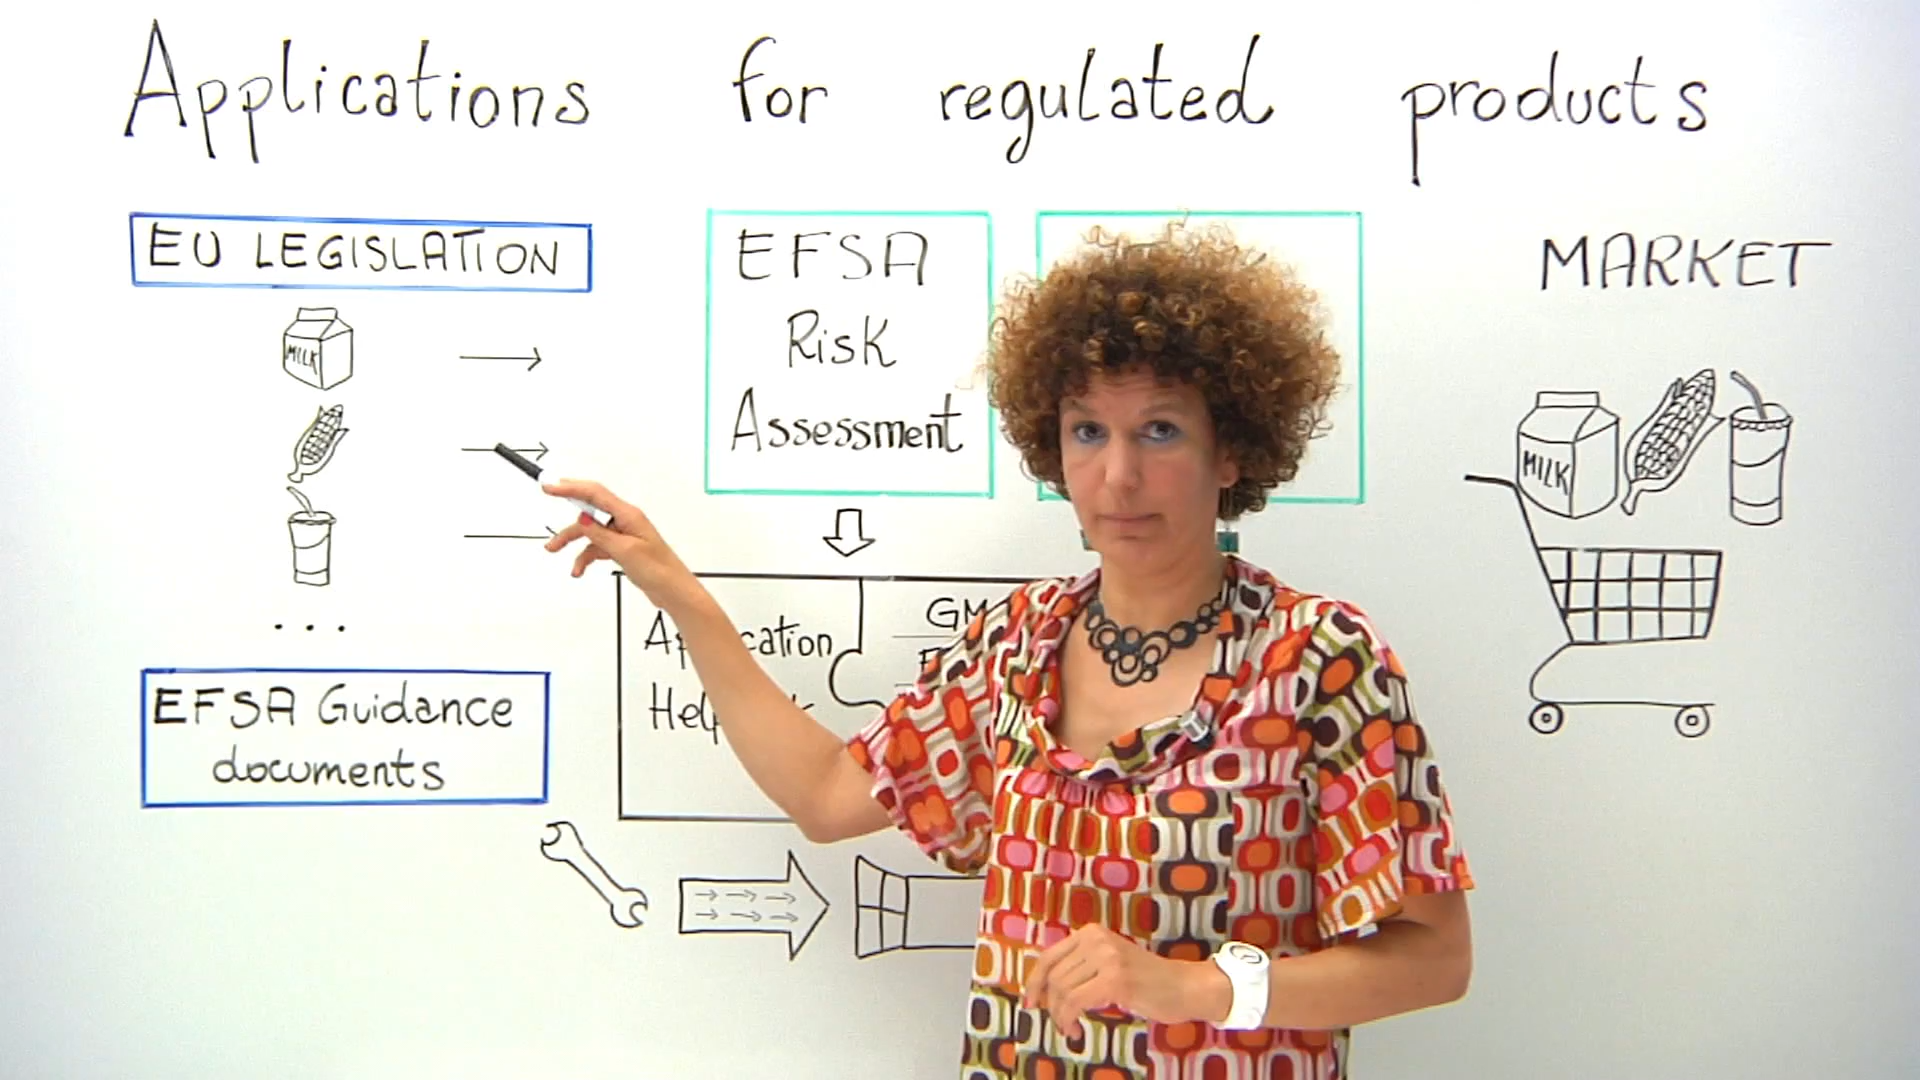 Applications for regulated products
EU LEGISLATION
MILK
...
EFSA Guidance
documents
EFSA
Risk
Assessment
MARKET
MILK